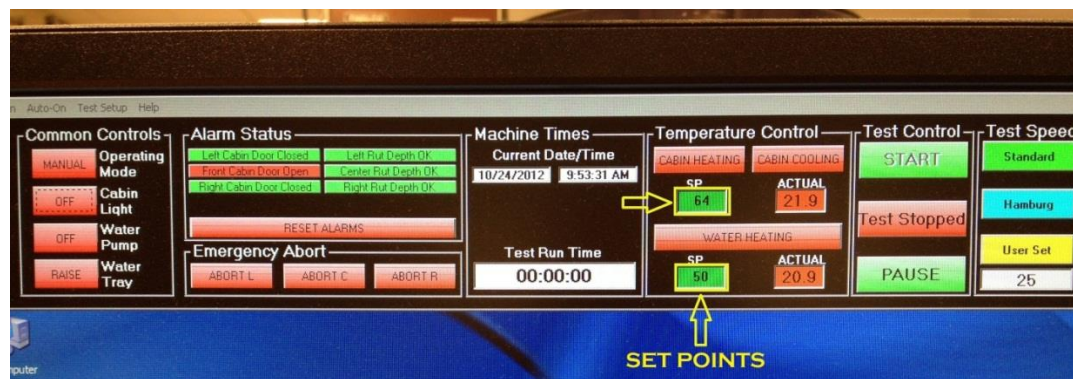 Auto-On Test Setup Help
Common Controls
MANUAL Operating Mode
OFF Cabin Light
OFF Water Pump
RAISE Water Tray
Alarm Status
Left Cabin Door Closed Left Rut Depth OK
Front Cabin Door Open Center Rut Depth OK
Right Cabin Door Closed Right Rut Depth OK
RESET ALARMS
Emergency Abort
ABORT L ABORT C ABORT R
Machine Times
Current Date/Time
10/24/2012 9:53:31 AM
Test Run Time
00:00:00
Temperature Control
CABIN HEATING CABIN COOLING
SP ACTUAL
64 21.9
WATER HEATING
SP ACTUAL
50 20.9
SET POINTS
Test Control
START
Test Stopped
PAUSE
Test Speed
Standard
Hamburg
User Set
25